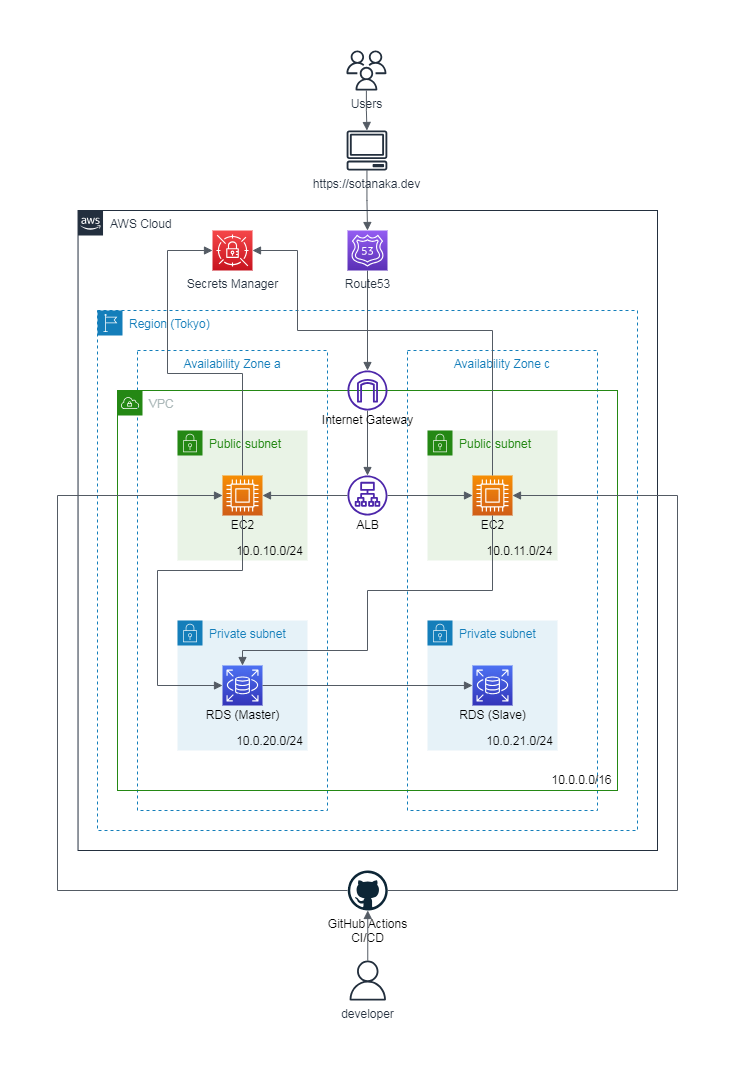 Users
https://sotanaka.dev
aws
AWS Cloud
53
Secrets Manager
Route53
Region (Tokyo)
Availability Zone a
Availability Zone c
VPC
Internet Gateway
Public subnet
Public subnet
EC2
ALB
EC2
10.0.10.0/24
10.0.11.0/24
Private subnet
Private subnet
RDS (Master)
RDS (Slave)
10.0.20.0/24
10.0.21.0/24
10.0.0.0/16
GitHub Actions
CI/CD
developer